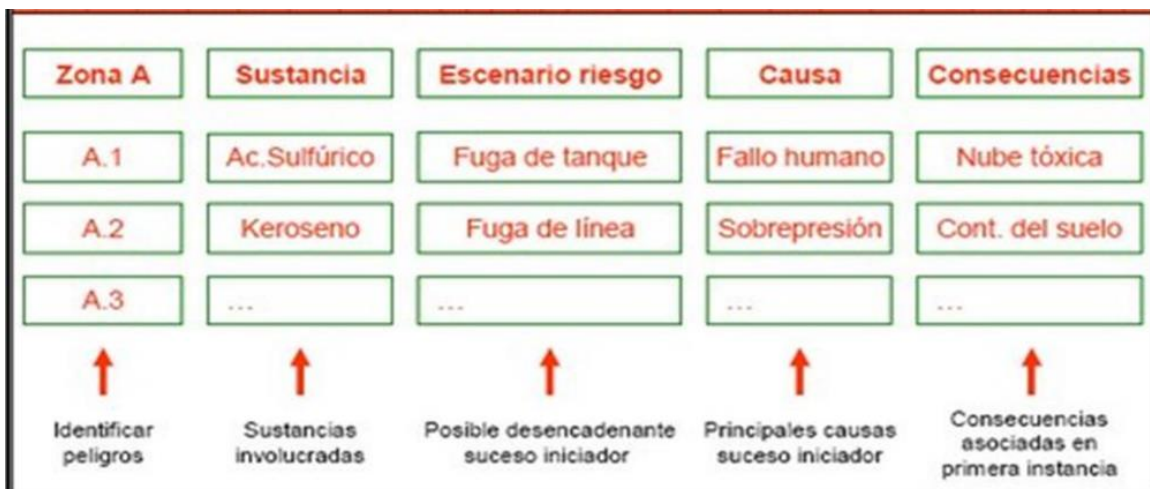 Zona A Sustancia Escenario riesgo Causa Consecuencias
A.1 Ac.Sulfúrico Fuga de tanque Fallo humano Nube tóxica
A.2 Keroseno Fuga de línea Sobrepresión Cont. del suelo
A.3 ... ... ... ...
Identificar
peligros
Sustancias
involucradas
Posible desencadenante
suceso iniciador
Principales causas
suceso iniciador
Consecuencias
asociadas en
primera instancia